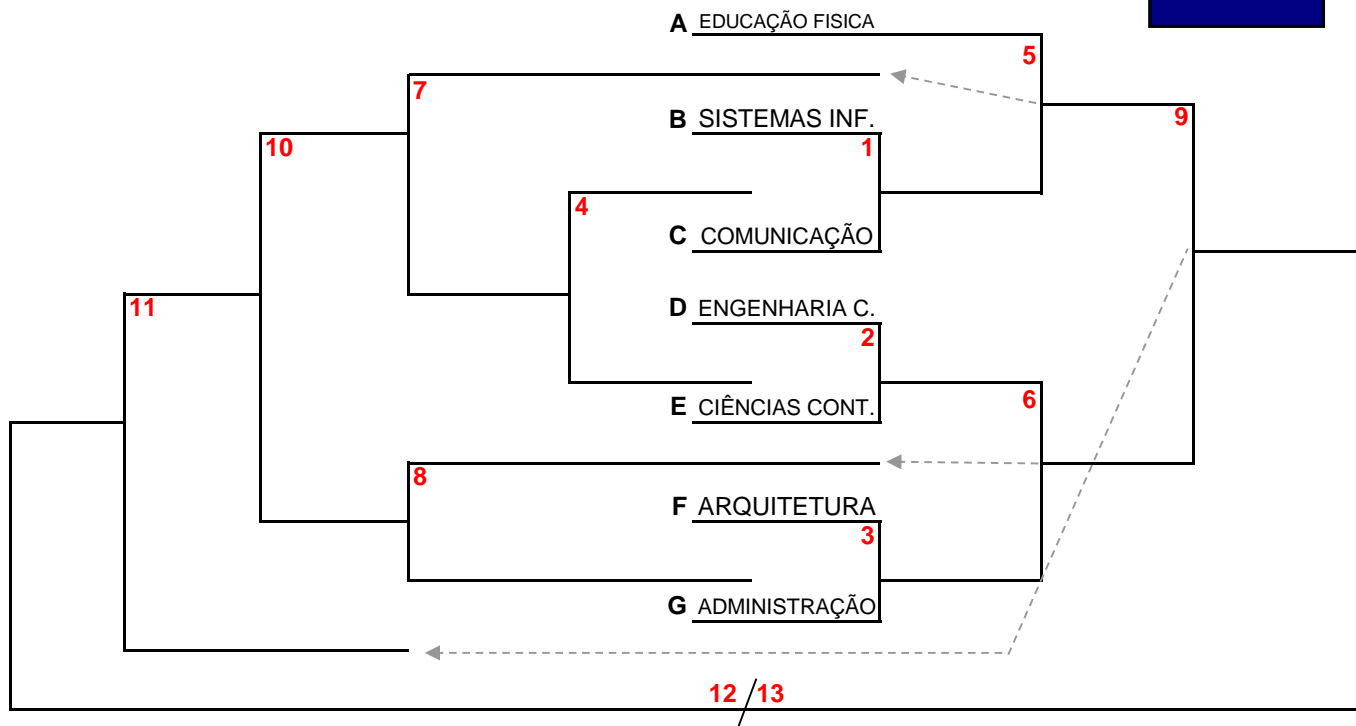 A EDUCAÇÃO FISICA
5
7
B SISTEMAS INF.
9
10
1
4
C COMUNICAÇÃO
11
D ENGENHARIA C.
2
E CIÊNCIAS CONT.
6
8
F ARQUITETURA
3
G ADMINISTRAÇÃO
12 / 13